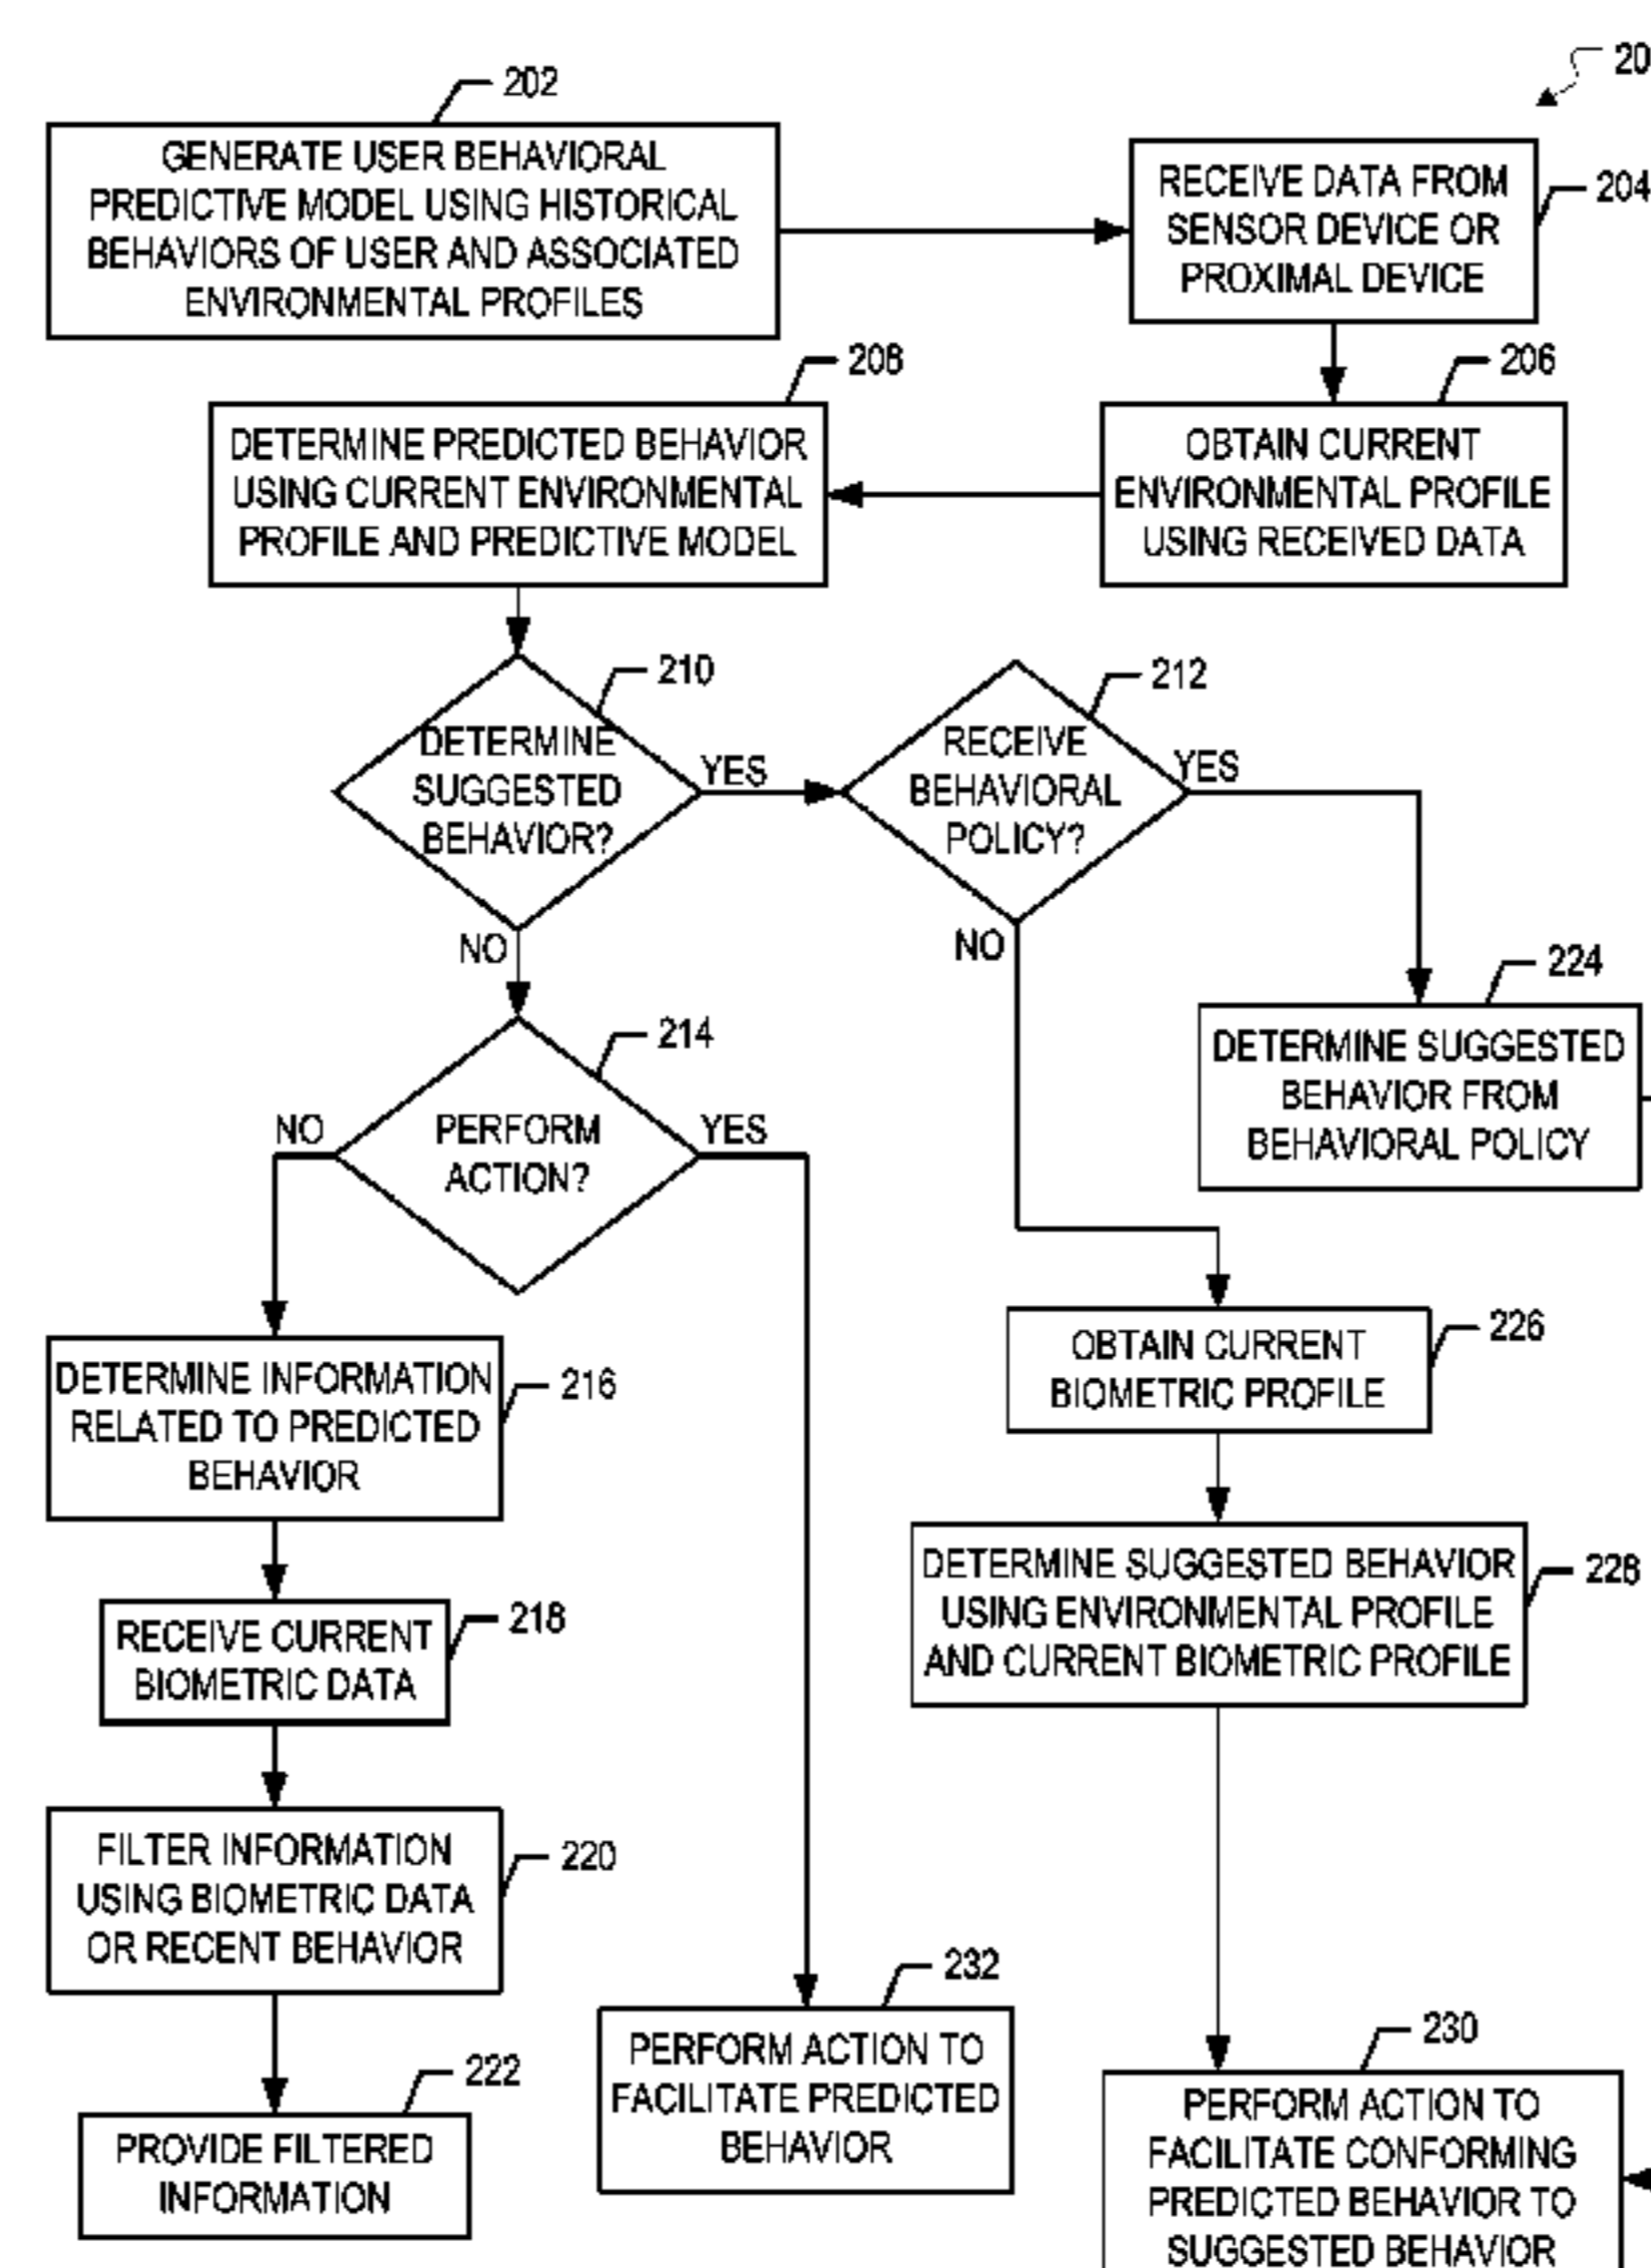 20
202
GENERATE USER BEHAVIORAL
PREDICTIVE MODEL USING HISTORICAL
BEHAVIORS OF USER AND ASSOCIATED
ENVIRONMENTAL PROFILES
RECEIVE DATA FROM
SENSOR DEVICE OR
PROXIMAL DEVICE
204
208
DETERMINE PREDICTED BEHAVIOR
USING CURRENT ENVIRONMENTAL
PROFILE AND PREDICTIVE MODEL
206
OBTAIN CURRENT
ENVIRONMENTAL PROFILE
USING RECEIVED DATA
210
DETERMINE
SUGGESTED
BEHAVIOR?
YES
NO
212
RECEIVE
BEHAVIORAL
POLICY?
YES
NO
224
DETERMINE SUGGESTED
BEHAVIOR FROM
BEHAVIORAL POLICY
214
PERFORM
ACTION?
NO
YES
226
OBTAIN CURRENT
BIOMETRIC PROFILE
DETERMINE INFORMATION
RELATED TO PREDICTED
BEHAVIOR
216
DETERMINE SUGGESTED BEHAVIOR
USING ENVIRONMENTAL PROFILE
AND CURRENT BIOMETRIC PROFILE
228
RECEIVE CURRENT
BIOMETRIC DATA
218
FILTER INFORMATION
USING BIOMETRIC DATA
OR RECENT BEHAVIOR
220
232
PERFORM ACTION TO
FACILITATE PREDICTED
BEHAVIOR
230
PERFORM ACTION TO
FACILITATE CONFORMING
PREDICTED BEHAVIOR TO
SUGGESTED BEHAVIOR
222
PROVIDE FILTERED
INFORMATION